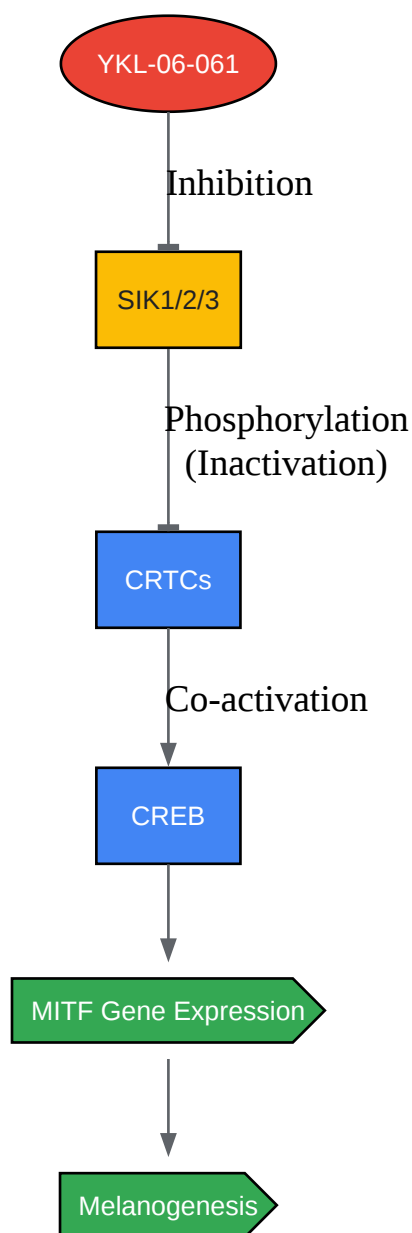 YKL-06-061
Inhibition
SIK1/2/3
Phosphorylation
(Inactivation)
CRTCs
Co-activation
CREB
MITF Gene Expression
Melanogenesis